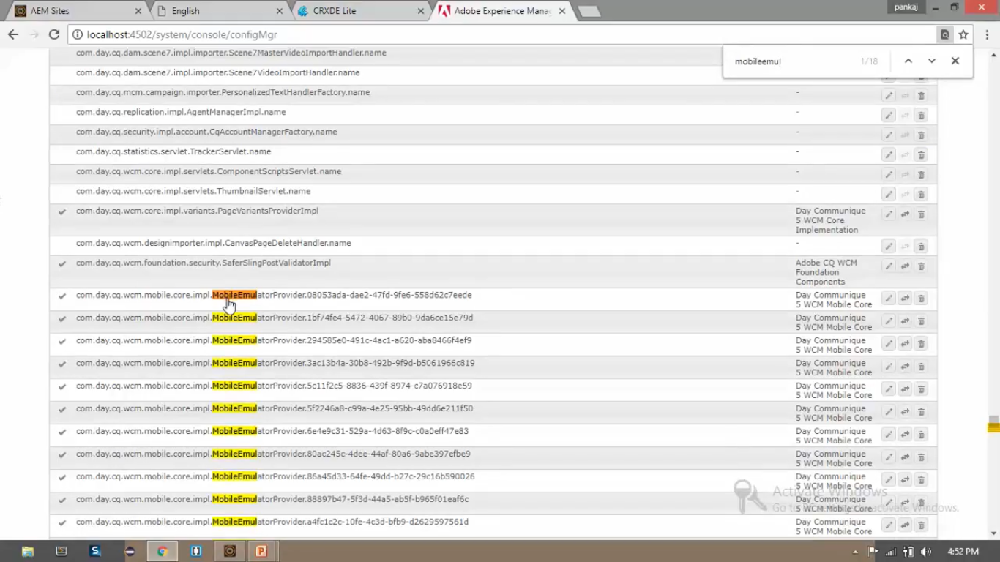 AEM Sites
English
CRXDE Lite
Adobe Experience Mana
pankaj
localhost:4502/system/console/configMgr
mobileemul 1/18
com.day.cq.dam.scene7.impl.importer.Scene7MasterVideoImportHandler.name
com.day.cq.dam.scene7.impl.importer.Scene7VideoImportHandler.name
com.day.cq.mcm.campaign.importer.PersonalizedTextHandlerFactory.name -
com.day.cq.replication.impl.AgentManagerImpl.name -
com.day.cq.security.impl.account.CqAccountManagerFactory.name -
com.day.cq.statistics.servlet.TrackerServlet.name -
com.day.cq.wcm.core.impl.servlets.ComponentScriptsServlet.name -
com.day.cq.wcm.core.impl.servlets.ThumbnailServlet.name -
com.day.cq.wcm.core.impl.variants.PageVariantsProviderImpl Day Communique
5 WCM Core
Implementation
com.day.cq.wcm.designimporter.impl.CanvasPageDeleteHandler.name -
com.day.cq.wcm.foundation.security.SaferSlingPostValidatorImpl Adobe CQ WCM
Foundation
Components
com.day.cq.wcm.mobile.core.impl.MobileEmulatorProvider.08053ada-dae2-47fd-9fe6-558d62c7eede Day Communique
5 WCM Mobile Core
com.day.cq.wcm.mobile.core.impl.MobileEmulatorProvider.1bf74fe4-5472-4067-89b0-9da6ce15e79d Day Communique
5 WCM Mobile Core
com.day.cq.wcm.mobile.core.impl.MobileEmulatorProvider.294585e0-491c-4ac1-a620-aba8466f4ef9 Day Communique
5 WCM Mobile Core
com.day.cq.wcm.mobile.core.impl.MobileEmulatorProvider.3ac13b4a-30b8-492b-9f9d-b5061966c819 Day Communique
5 WCM Mobile Core
com.day.cq.wcm.mobile.core.impl.MobileEmulatorProvider.5c11f2c5-8836-439f-8974-c7a076918e59 Day Communique
5 WCM Mobile Core
com.day.cq.wcm.mobile.core.impl.MobileEmulatorProvider.5f2246a8-c99a-4e25-95bb-49dd6e211f50 Day Communique
5 WCM Mobile Core
com.day.cq.wcm.mobile.core.impl.MobileEmulatorProvider.6e4e9c31-529a-4d63-8f9c-c0a0eff47e83 Day Communique
5 WCM Mobile Core
com.day.cq.wcm.mobile.core.impl.MobileEmulatorProvider.80ac245c-4dee-44af-80a6-9abe397efbe9 Day Communique
5 WCM Mobile Core
com.day.cq.wcm.mobile.core.impl.MobileEmulatorProvider.86a45d33-64fe-49dd-b27c-29c16b590026 Day Communique
5 WCM Mobile Core
com.day.cq.wcm.mobile.core.impl.MobileEmulatorProvider.88897b47-5f3d-44a5-ab5f-b965f01eaf6c Day Communique
5 WCM Mobile Core
com.day.cq.wcm.mobile.core.impl.MobileEmulatorProvider.a4fc1c2c-10fe-4c3d-bfb9-d2629597561d Day Communique
5 WCM Mobile Core
Activate Windows
Go to activate Windows.
4:52 PM